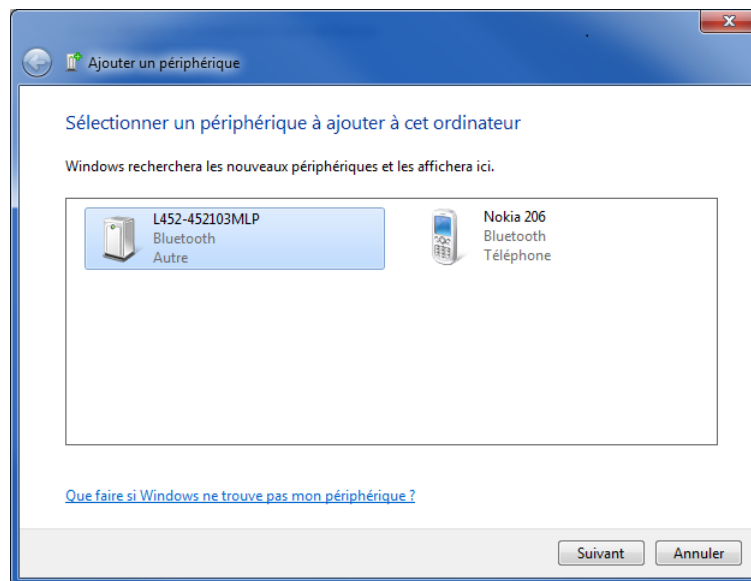 Ajouter un périphérique
Sélectionner un périphérique à ajouter à cet ordinateur
Windows recherchera les nouveaux périphériques et les affichera ici.
L452-452103MLP
Bluetooth
Autre
Nokia 206
Bluetooth
Téléphone
Que faire si Windows ne trouve pas mon périphérique ?
Suivant
Annuler